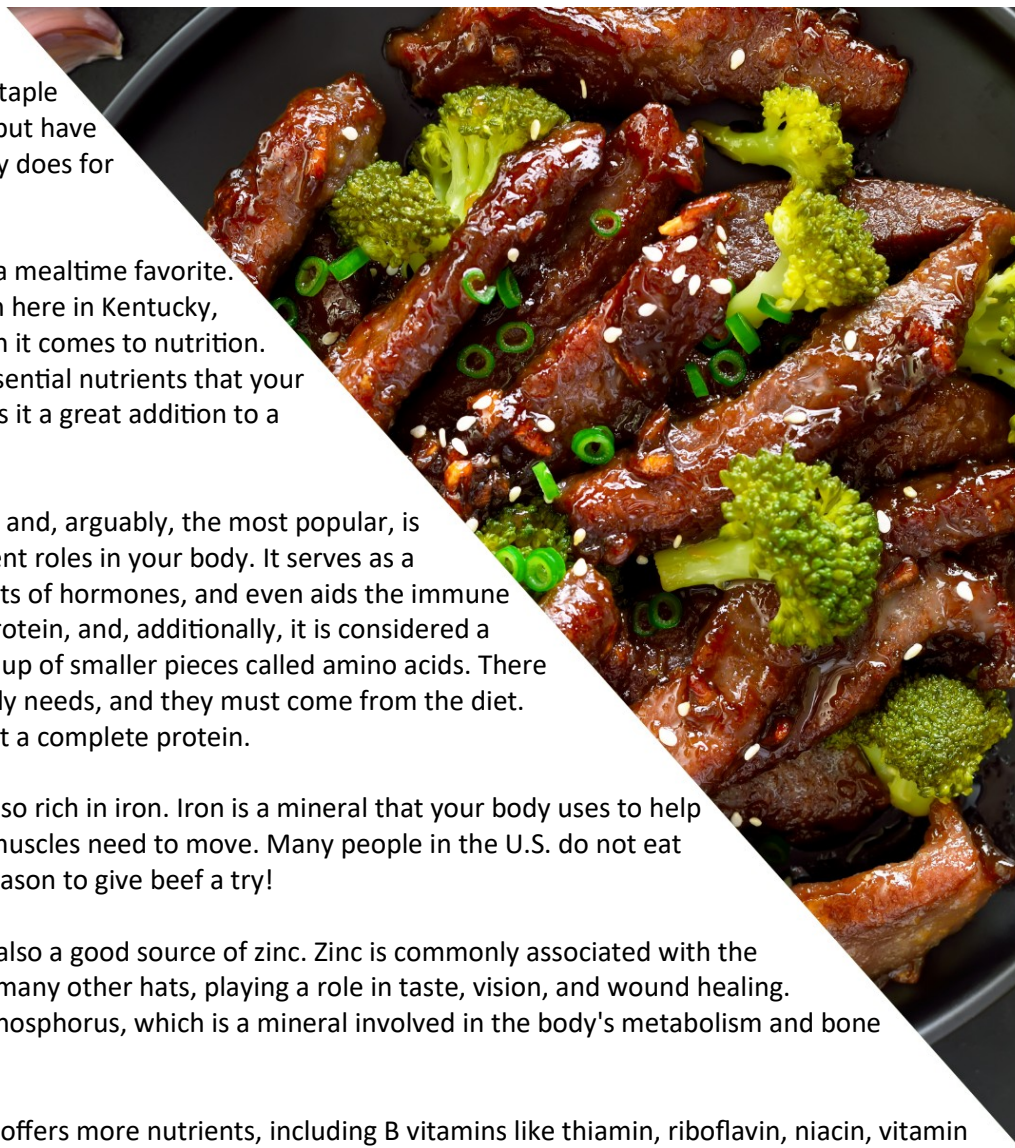 taple
out have
y does for
a mealtime favorite.
n here in Kentucky,
n it comes to nutrition.
sential nutrients that your
s it a great addition to a
and, arguably, the most popular, is
ent roles in your body. It serves as a
ts of hormones, and even aids the immune
rotein, and, additionally, it is considered a
up of smaller pieces called amino acids. There
ly needs, and they must come from the diet.
t a complete protein.
so rich in iron. Iron is a mineral that your body uses to help
muscles need to move. Many people in the U.S. do not eat
ason to give beef a try!
also a good source of zinc. Zinc is commonly associated with the
many other hats, playing a role in taste, vision, and wound healing.
hosphorus, which is a mineral involved in the body's metabolism and bone
offers more nutrients, including B vitamins like thiamin, riboflavin, niacin, vitamin